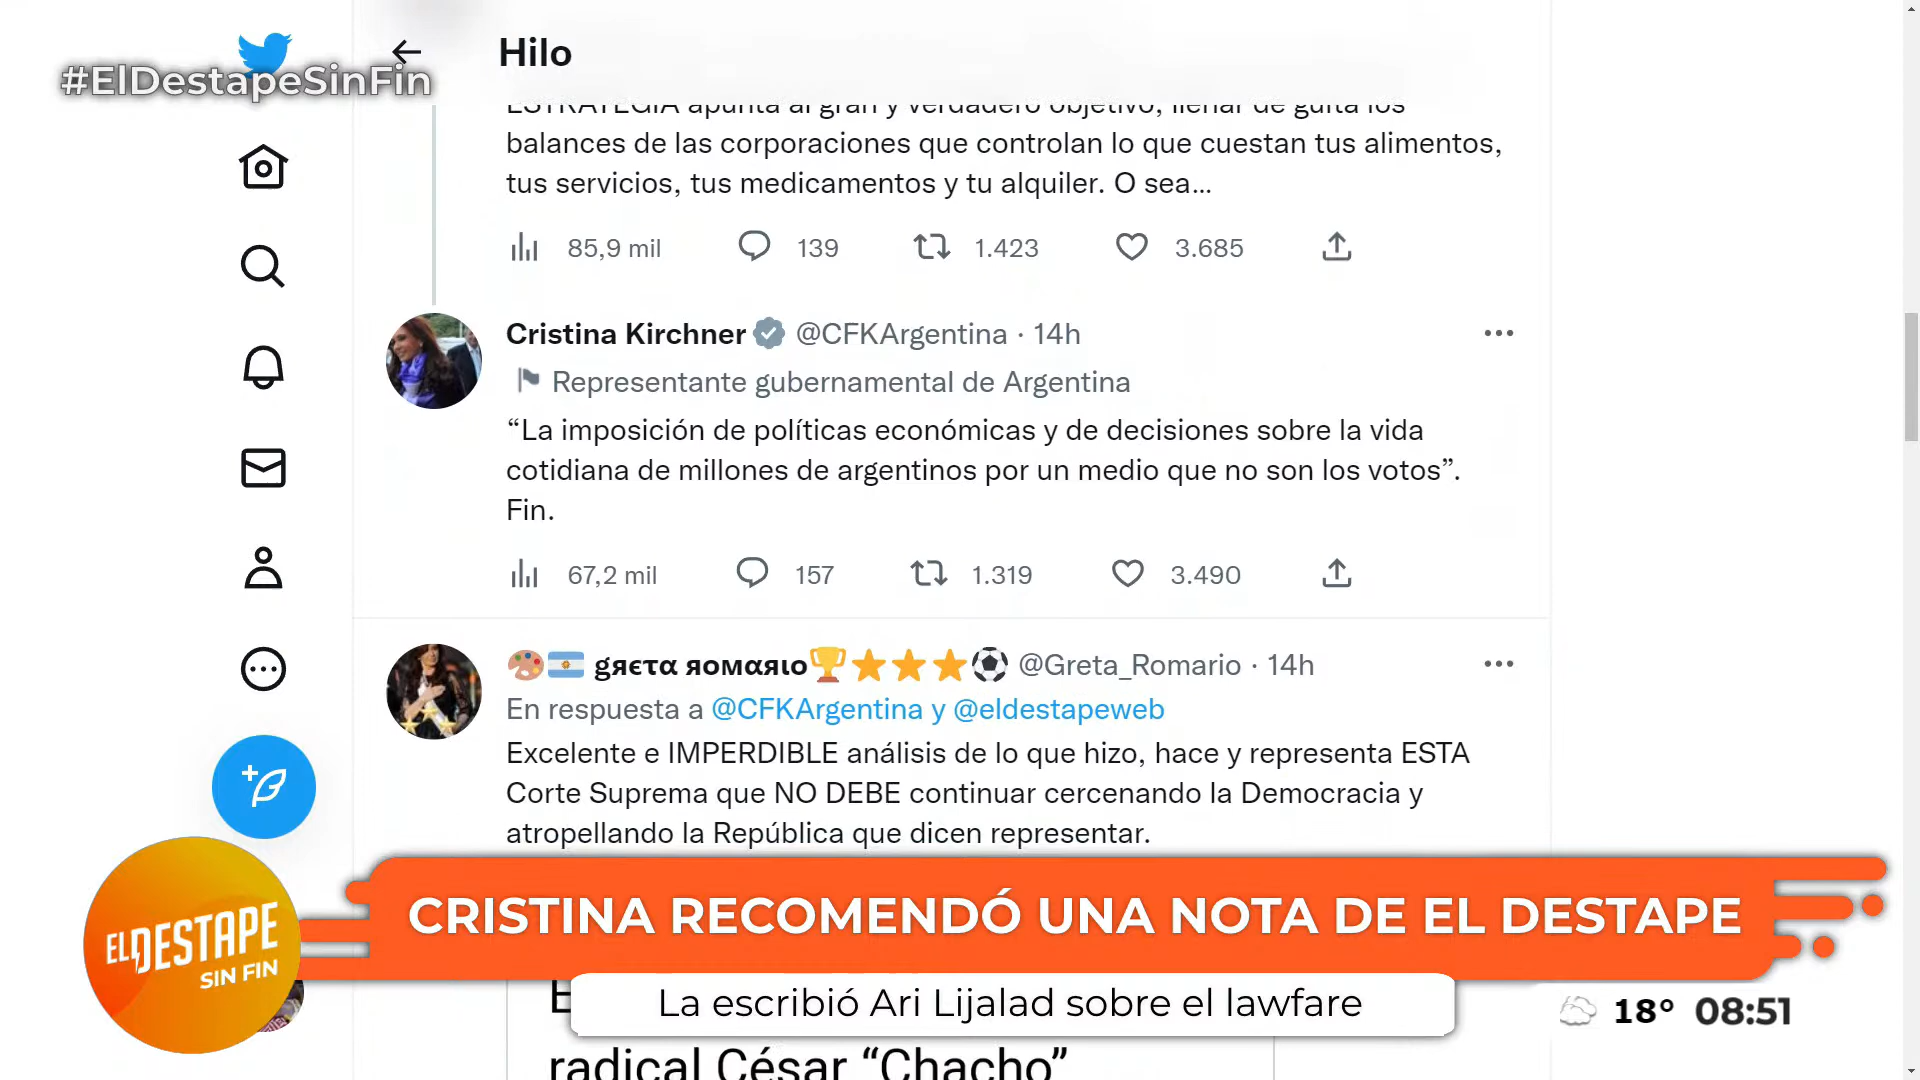 #ElDestapeSinFin
Hilo
ESTRATEGIA apunta al gran y verdadero objetivo, llenar de guita los
balances de las corporaciones que controlan lo que cuestan tus alimentos,
tus servicios, tus medicamentos y tu alquiler. O sea...
85,9 mil 139 1.423 3.685
Cristina Kirchner @CFKArgentina · 14h
Representante gubernamental de Argentina
“La imposición de políticas económicas y de decisiones sobre la vida
cotidiana de millones de argentinos por un medio que no son los votos”.
Fin.
67,2 mil 157 1.319 3.490
gяєтα яομαяιο @Greta_Romario · 14h
En respuesta a @CFKArgentina y @eldestapeweb
Excelente e IMPERDIBLE análisis de lo que hizo, hace y representa ESTA
Corte Suprema que NO DEBE continuar cercenando la Democracia y
atropellando la República que dicen representar.
CRISTINA RECOMENDÓ UNA NOTA DE EL DESTAPE
EL DESTAPE
SIN FIN
La escribió Ari Lijalad sobre el lawfare
18° 08:51
radical César “Chacho”